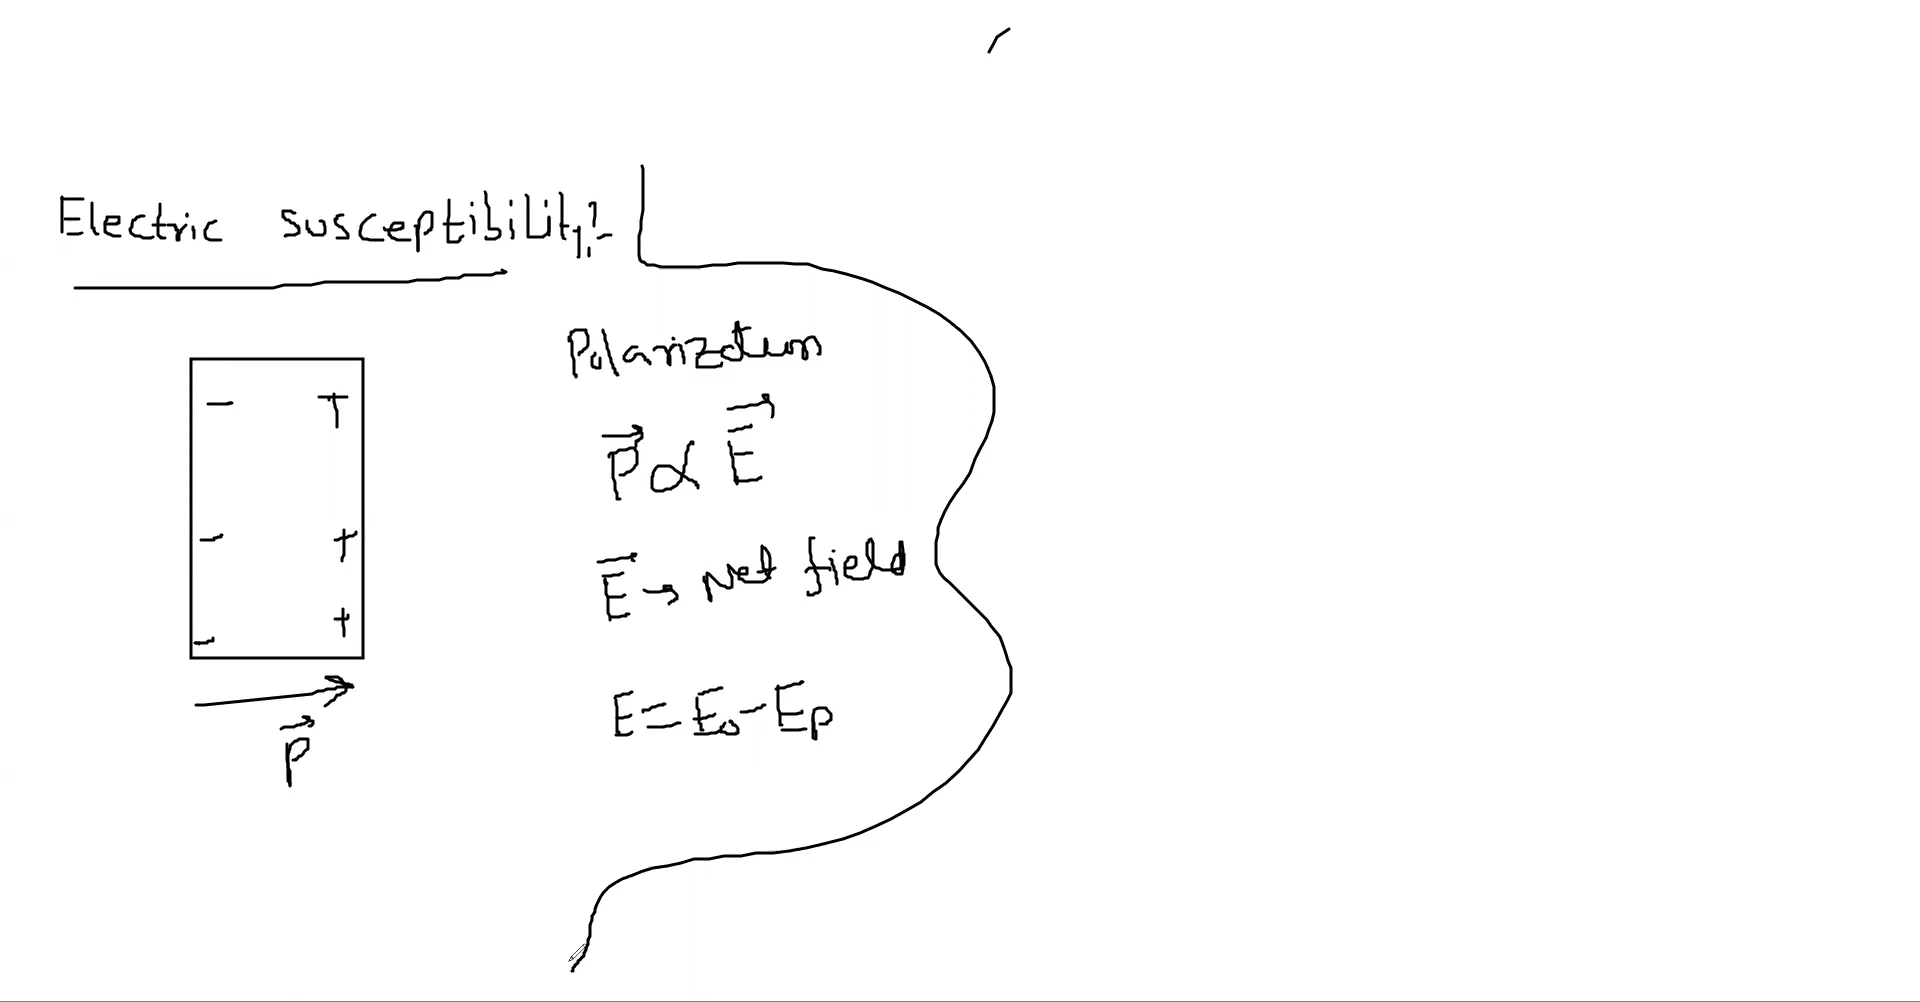 Electric susceptibility:-
Polarization
- +
P⃗ ∝ E⃗
- +
E⃗ → Net field
+
-
E = E₀ - Eₚ
P⃗